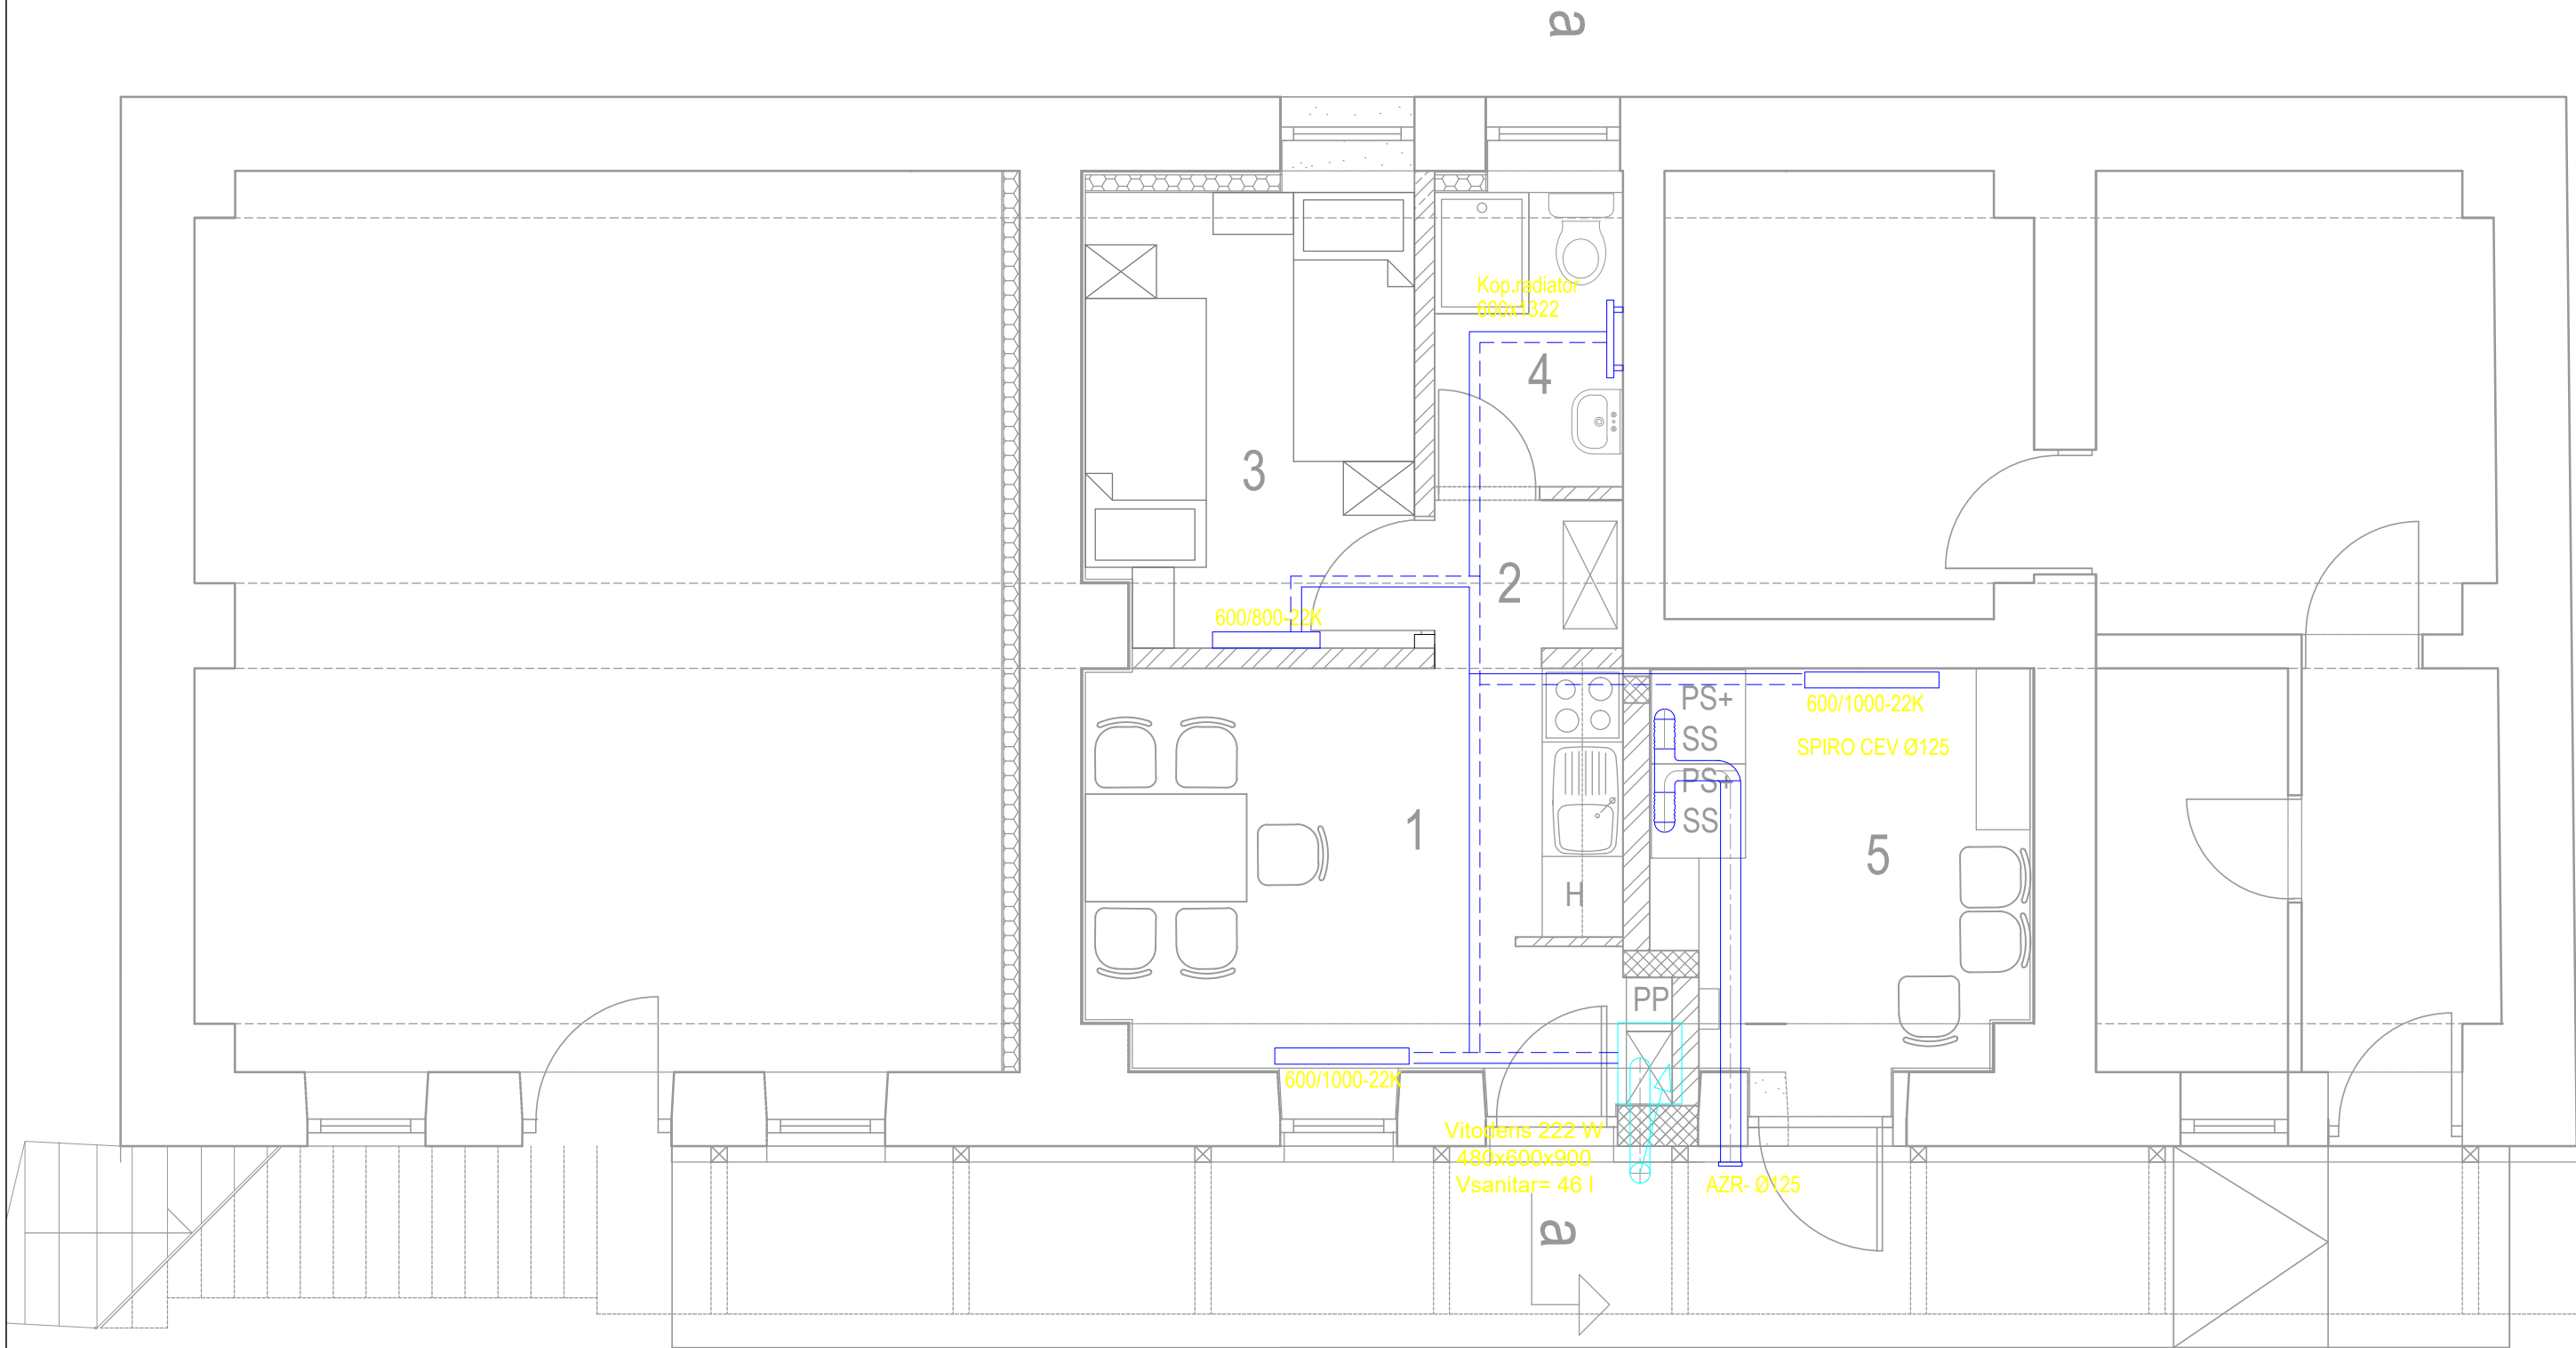 a
Kop.radiator
600x1322
4
3
2
600/800-22K
PS+
SS
PS+
SS
600/1000-22K
SPIRO CEV Ø125
1
5
H
PP
600/1000-22K
Vitodens 222 W
480x600x900
Vsanitar= 46 l
AZR- Ø125
a